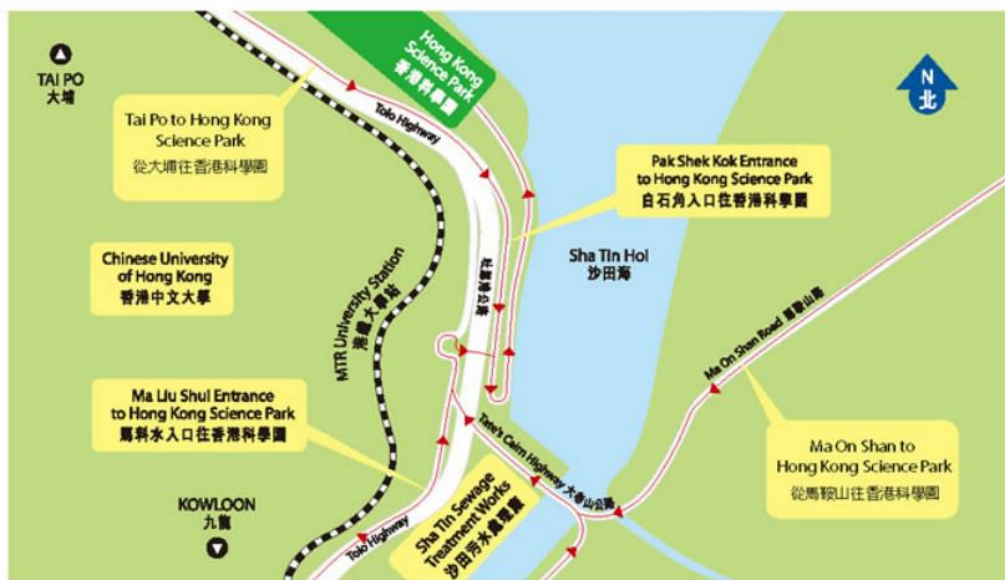 TAI PO
大埔
Tai Po to Hong Kong
Science Park
從大埔往香港科學園
Hong Kong
Science Park
香港科學園
N
北
Tolo Highway
Pak Shek Kok Entrance
to Hong Kong Science Park
白石角入口往香港科學園
Chinese University
of Hong Kong
香港中文大學
MTR University Station
港鐵大學站
吐露港公路
Sha Tin Hoi
沙田海
Ma On Shan Road 馬鞍山路
Ma Liu Shui Entrance
to Hong Kong Science Park
馬料水入口往香港科學園
Tate's Cairn Highway 大老山公路
Ma On Shan to
Hong Kong Science Park
從馬鞍山往香港科學園
KOWLOON
九龍
Tolo Highway
Sha Tin Sewage
Treatment Works
沙田污水處理廠